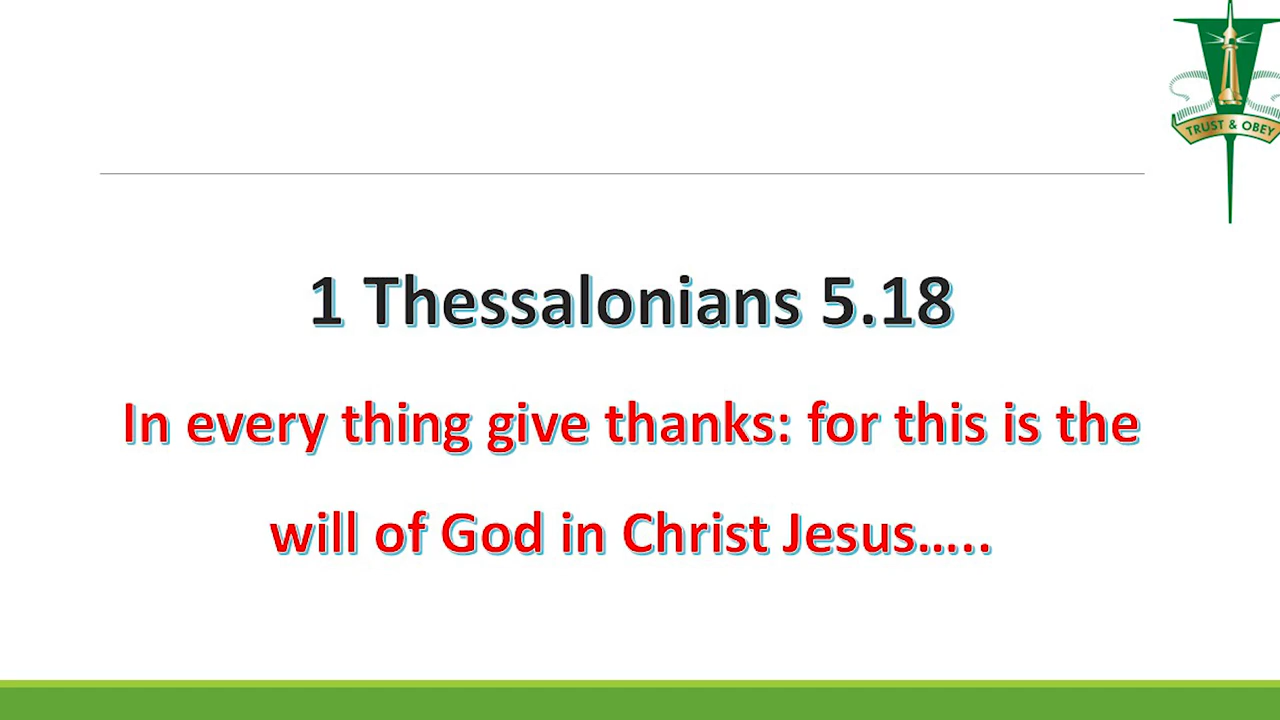 TRUST & OBEY
1 Thessalonians 5.18
In every thing give thanks: for this is the
will of God in Christ Jesus…..